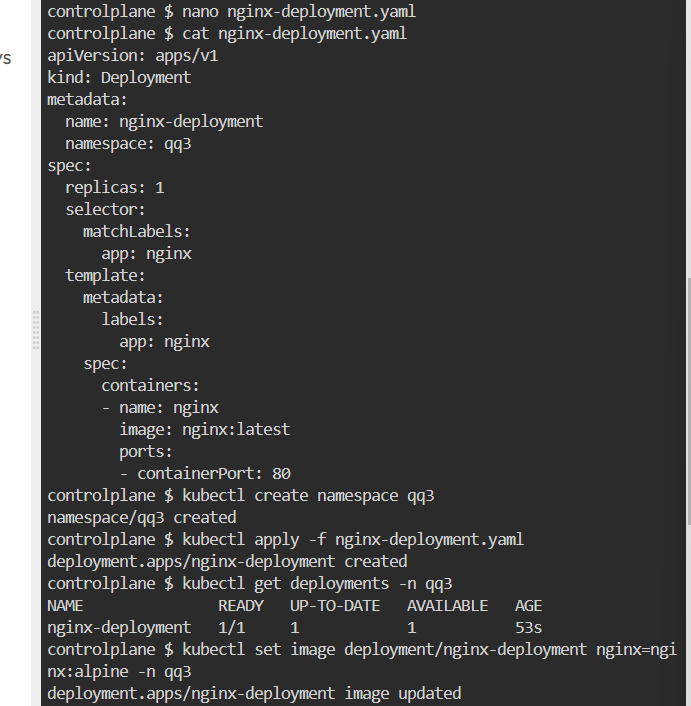 controlplane $ nano nginx-deployment.yaml
controlplane $ cat nginx-deployment.yaml
apiVersion: apps/v1
kind: Deployment
metadata:
  name: nginx-deployment
  namespace: qq3
spec:
  replicas: 1
  selector:
    matchLabels:
      app: nginx
  template:
    metadata:
      labels:
        app: nginx
    spec:
      containers:
      - name: nginx
        image: nginx:latest
        ports:
        - containerPort: 80
controlplane $ kubectl create namespace qq3
namespace/qq3 created
controlplane $ kubectl apply -f nginx-deployment.yaml
deployment.apps/nginx-deployment created
controlplane $ kubectl get deployments -n qq3
NAME               READY   UP-TO-DATE   AVAILABLE   AGE
nginx-deployment   1/1     1            1           53s
controlplane $ kubectl set image deployment/nginx-deployment nginx=ngi
nx:alpine -n qq3
deployment.apps/nginx-deployment image updated